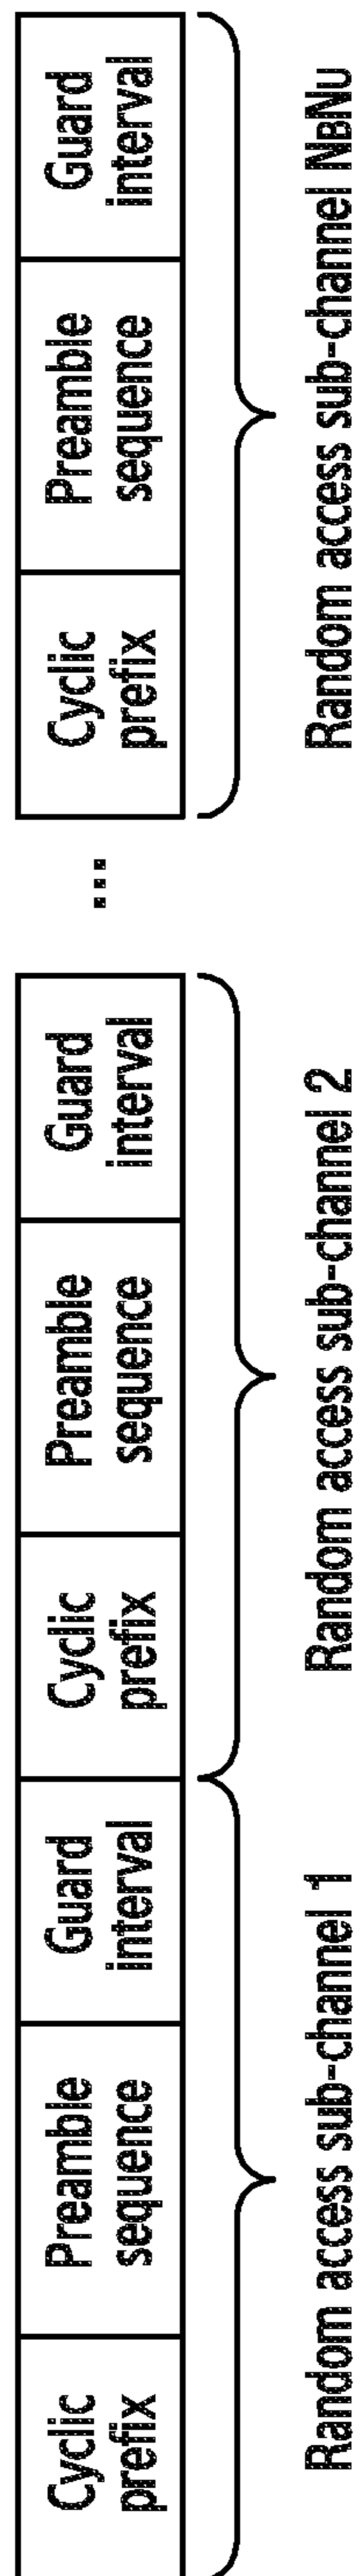 Cyclic
prefix
Preamble
sequence
Guard
interval
Cyclic
prefix
Preamble
sequence
Guard
interval
...
Cyclic
prefix
Preamble
sequence
Guard
interval
Random access sub-channel 1
Random access sub-channel 2
Random access sub-channel NBNU